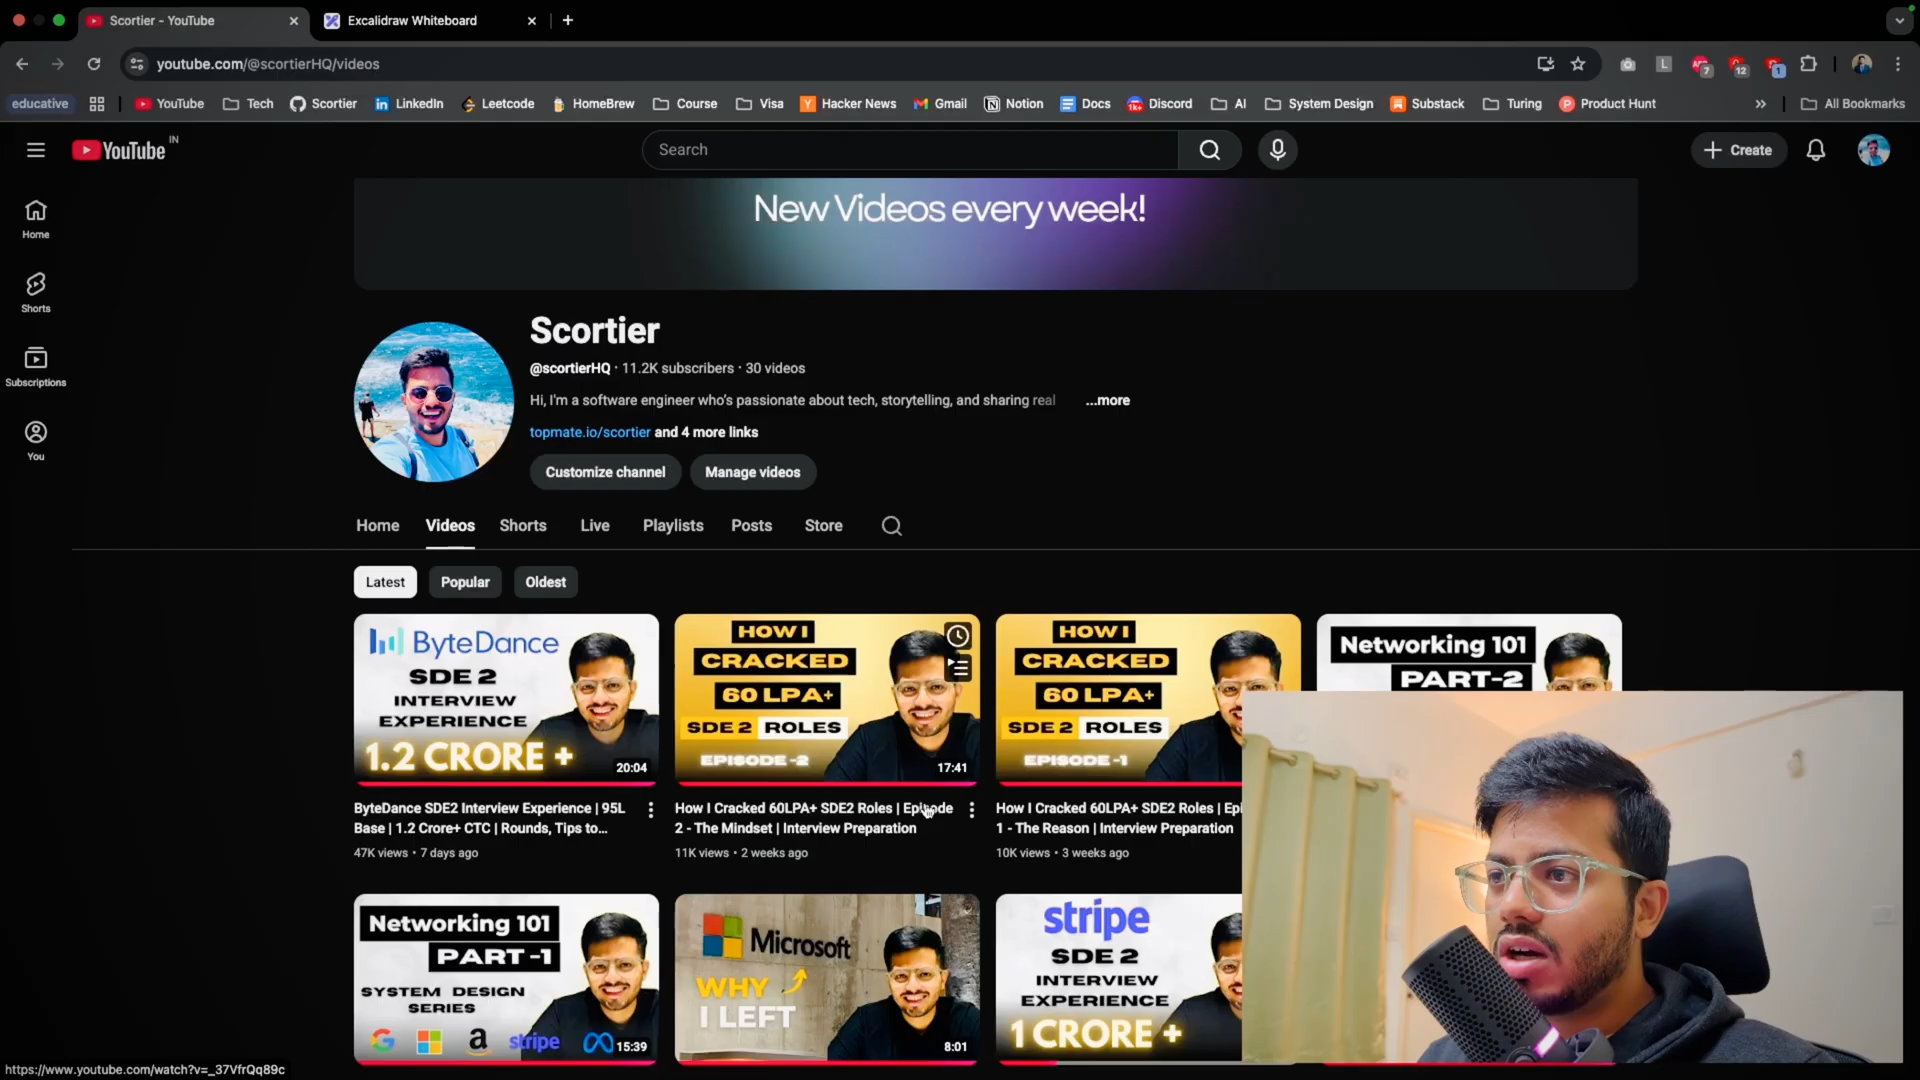 Scortier - YouTube
Excalidraw Whiteboard
youtube.com/@scortierHQ/videos
L
7
12
1
educative
YouTube
Tech
Scortier
LinkedIn
Leetcode
HomeBrew
Course
Visa
Hacker News
Gmail
Notion
Docs
Discord
AI
System Design
Substack
Turing
Product Hunt
All Bookmarks
YouTube IN
Search
Create
Home
Shorts
Subscriptions
You
New Videos every week!
Scortier
@scortierHQ · 11.2K subscribers · 30 videos
Hi, I'm a software engineer who's passionate about tech, storytelling, and sharing real ...more
topmate.io/scortier and 4 more links
Customize channel
Manage videos
Home
Videos
Shorts
Live
Playlists
Posts
Store
Latest
Popular
Oldest
ByteDance
SDE 2
INTERVIEW
EXPERIENCE
1.2 CRORE +
20:04
ByteDance SDE2 Interview Experience | 95L
Base | 1.2 Crore+ CTC | Rounds, Tips to...
47K views · 7 days ago
HOW I
CRACKED
60 LPA+
SDE 2 ROLES
EPISODE -2
17:41
How I Cracked 60LPA+ SDE2 Roles | Episode
2 - The Mindset | Interview Preparation
11K views · 2 weeks ago
HOW I
CRACKED
60 LPA+
SDE 2 ROLES
EPISODE -1
How I Cracked 60LPA+ SDE2 Roles | Epi
1 - The Reason | Interview Preparation
10K views · 3 weeks ago
Networking 101
PART-2
Networking 101
PART -1
SYSTEM DESIGN
SERIES
a
stripe
15:39
Microsoft
WHY
I LEFT
8:01
stripe
SDE 2
INTERVIEW
EXPERIENCE
1 CRORE +
https://www.youtube.com/watch?v=_37VfrQq89c